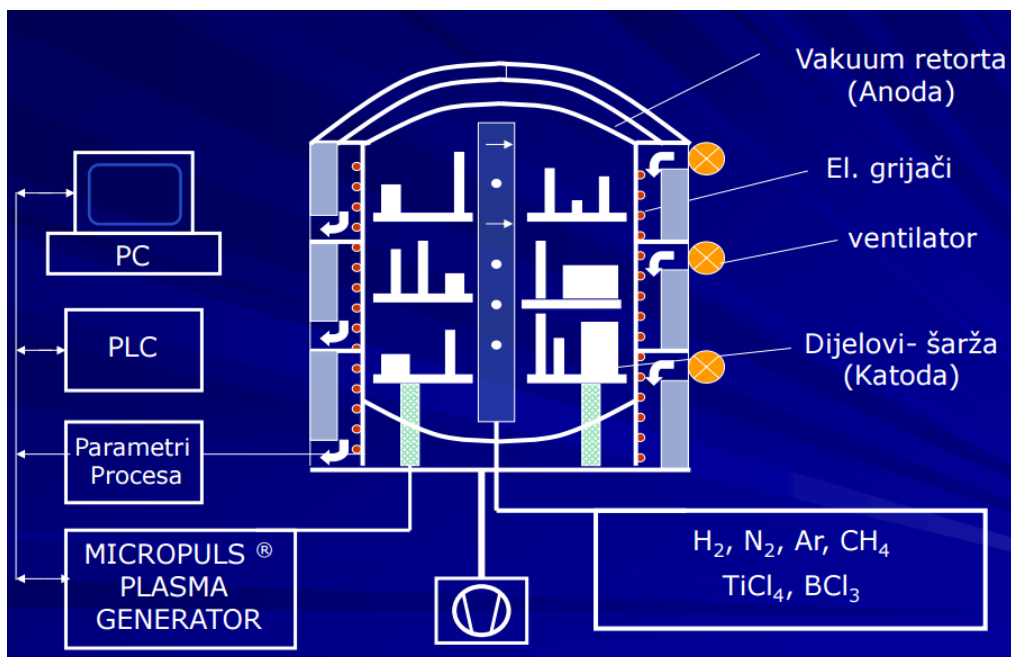 Vakuum retorta
(Anoda)
El. grijači
ventilator
Dijelovi- šarža
(Katoda)
PC
PLC
Parametri
Procesa
MICROPULS ®
PLASMA
GENERATOR
H₂, N₂, Ar, CH₄
TiCl₄, BCl₃